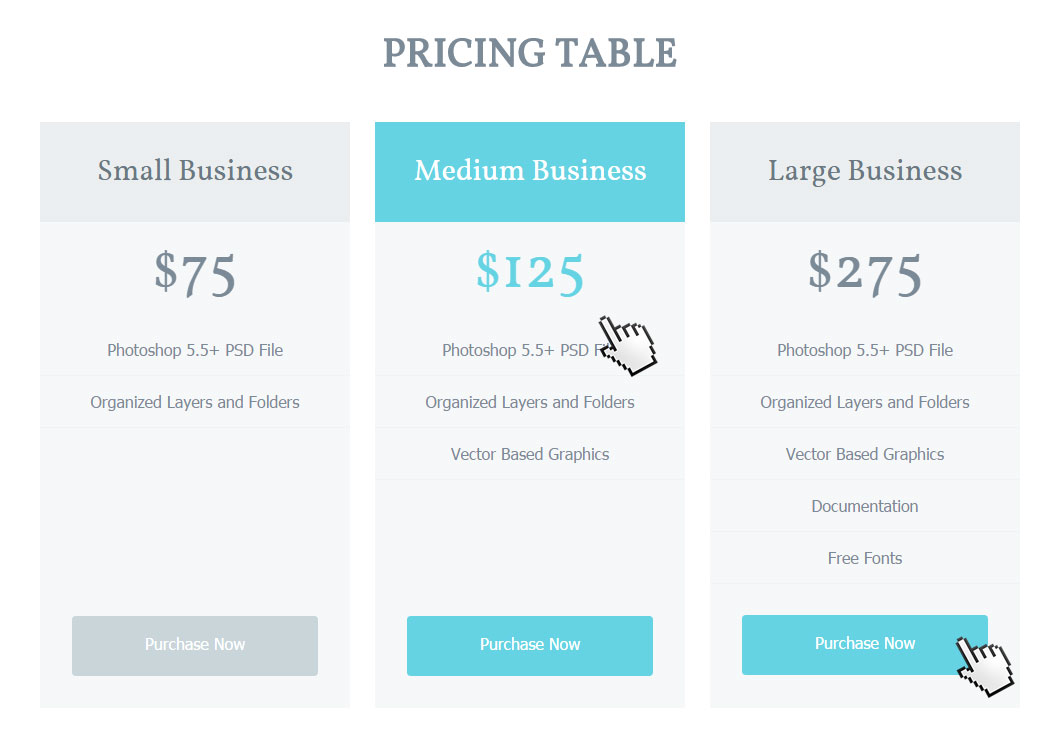 PRICING TABLE
Small Business
$75
Photoshop 5.5+ PSD File
Organized Layers and Folders
Purchase Now
Medium Business
$125
Photoshop 5.5+ PSD Fi
Organized Layers and Folders
Vector Based Graphics
Purchase Now
Large Business
$275
Photoshop 5.5+ PSD File
Organized Layers and Folders
Vector Based Graphics
Documentation
Free Fonts
Purchase Now